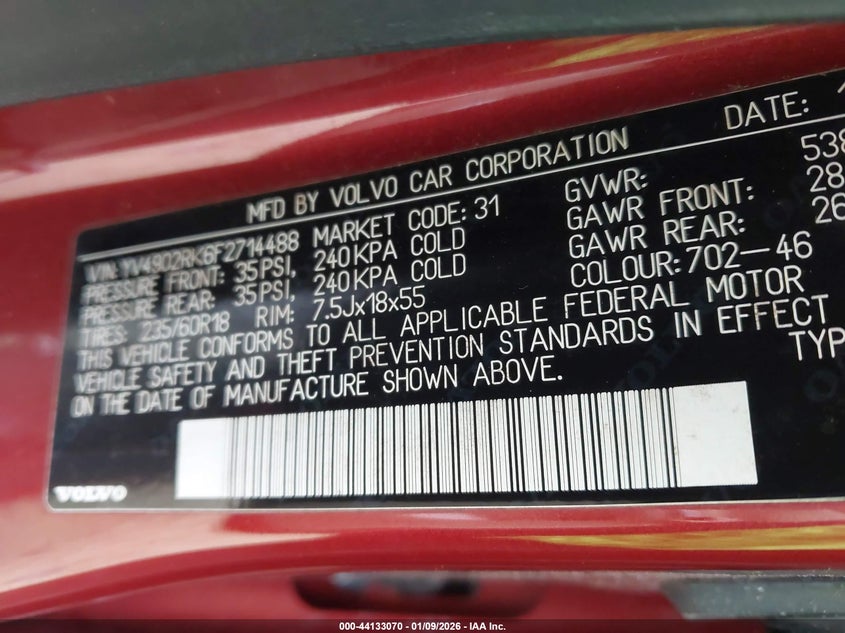 MFD BY VOLVO CAR CORPORATION DATE: 1
VIN: YV4902RK6F2714488 MARKET CODE: 31 GVWR: 538
PRESSURE FRONT: 35PSI, 240KPA COLD GAWR FRONT: 28
PRESSURE REAR: 35PSI, 240KPA COLD GAWR REAR: 26
TIRES: 235/60R18 RIM: 7.5Jx18x55 COLOUR: 702-46
THIS VEHICLE CONFORMS TO ALL APPLICABLE FEDERAL MOTOR
VEHICLE SAFETY AND THEFT PREVENTION STANDARDS IN EFFECT
ON THE DATE OF MANUFACTURE SHOWN ABOVE. TYP
VOLVO
000-44133070 - 01/09/2026 - IAA Inc.